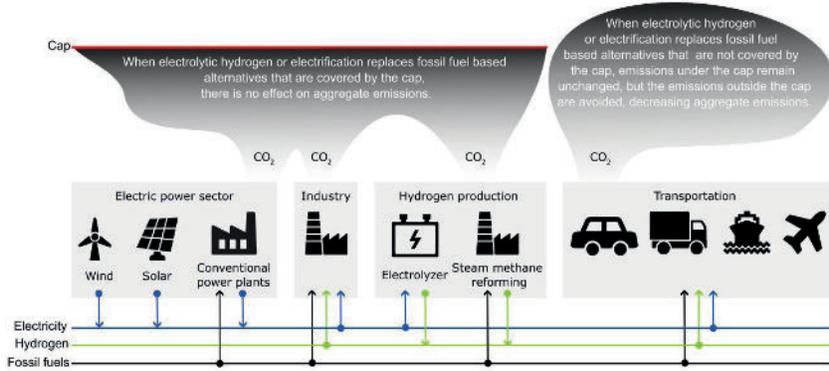 Cap
When electrolytic hydrogen or electrification replaces fossil fuel based
alternatives that are covered by the cap,
there is no effect on aggregate emissions.
When electrolytic hydrogen
or electrification replaces fossil fuel
based alternatives that are not covered by
the cap, emissions under the cap remain
unchanged, but the emissions outside the cap
are avoided, decreasing aggregate emissions.
CO₂
CO₂
CO₂
CO₂
Electric power sector
Industry
Hydrogen production
Transportation
Wind
Solar
Conventional
power plants
Electrolyzer
Steam methane
reforming
Electricity
Hydrogen
Fossil fuels